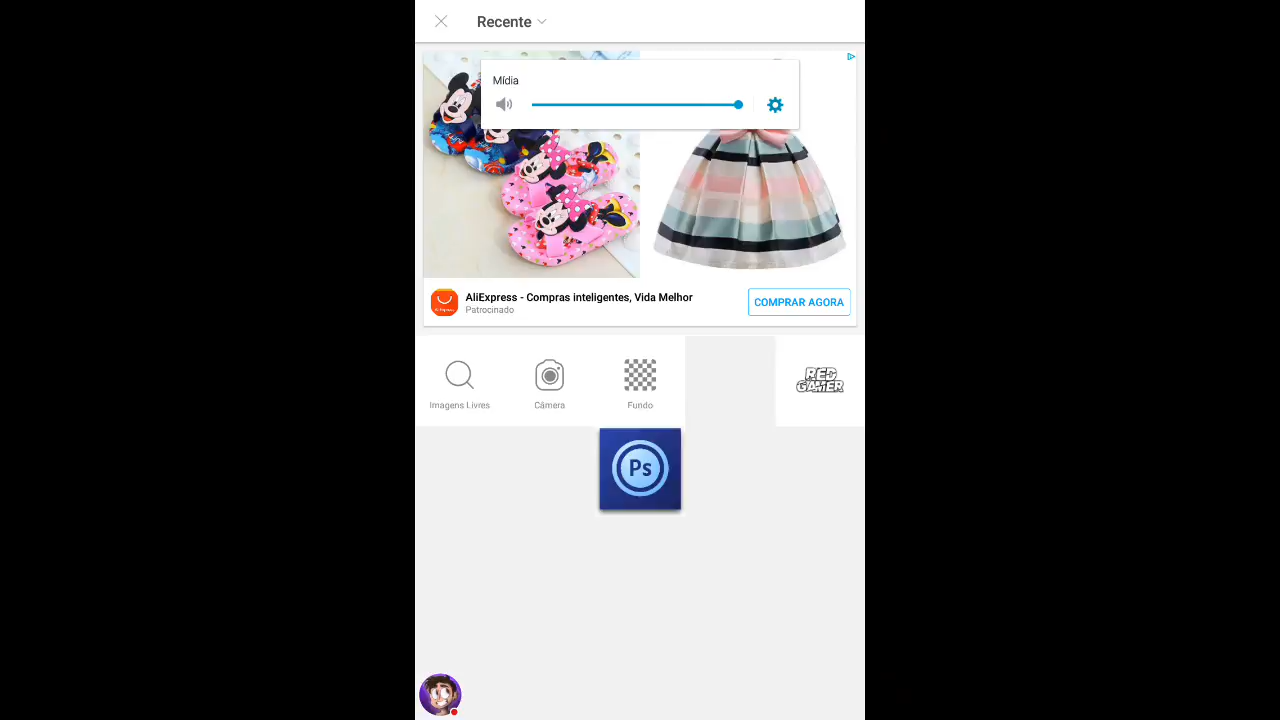 Recente
Mídia
AliExpress - Compras inteligentes, Vida Melhor
Patrocinado
COMPRAR AGORA
Imagens Livres
Câmera
Fundo
RED
GAMER
Ps